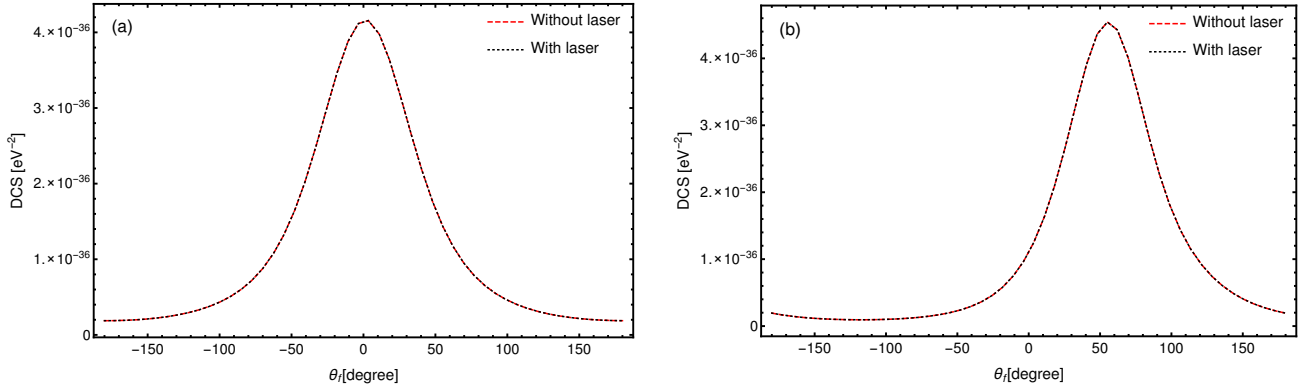 (a)
Without laser
With laser
4.×10⁻³⁶
3.×10⁻³⁶
2.×10⁻³⁶
1.×10⁻³⁶
0
DCS [eV⁻²]
−150 −100 −50 0 50 100 150
θf[degree]
(b)
Without laser
With laser
4.×10⁻³⁶
3.×10⁻³⁶
2.×10⁻³⁶
1.×10⁻³⁶
0
DCS [eV⁻²]
−150 −100 −50 0 50 100 150
θf[degree]